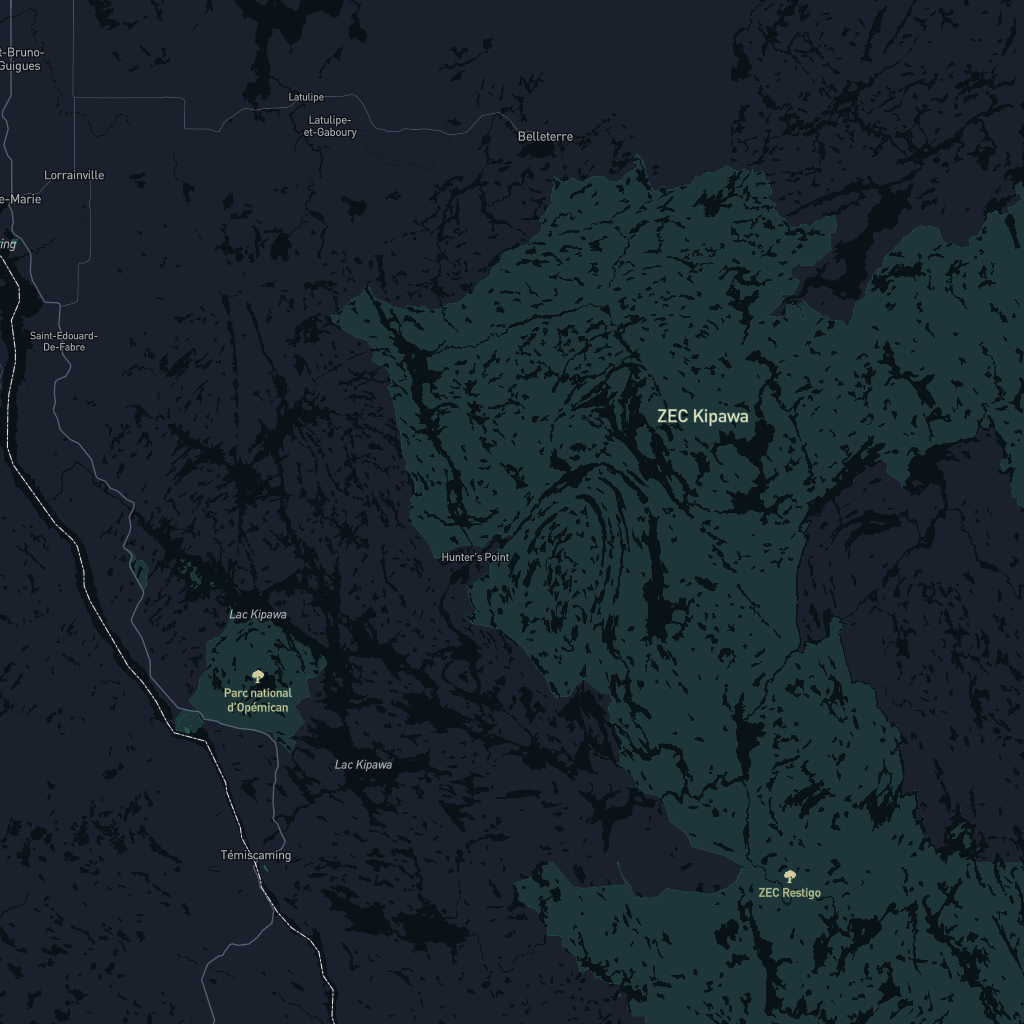 t-Bruno-
Guigues
Latulipe
Latulipe-
et-Gaboury
Belleterre
Lorrainville
e-Marie
ing
Saint-Edouard-
De-Fabre
ZEC Kipawa
Hunter's Point
Lac Kipawa
Parc national
d'Opémican
Lac Kipawa
Témiscaming
ZEC Restigo